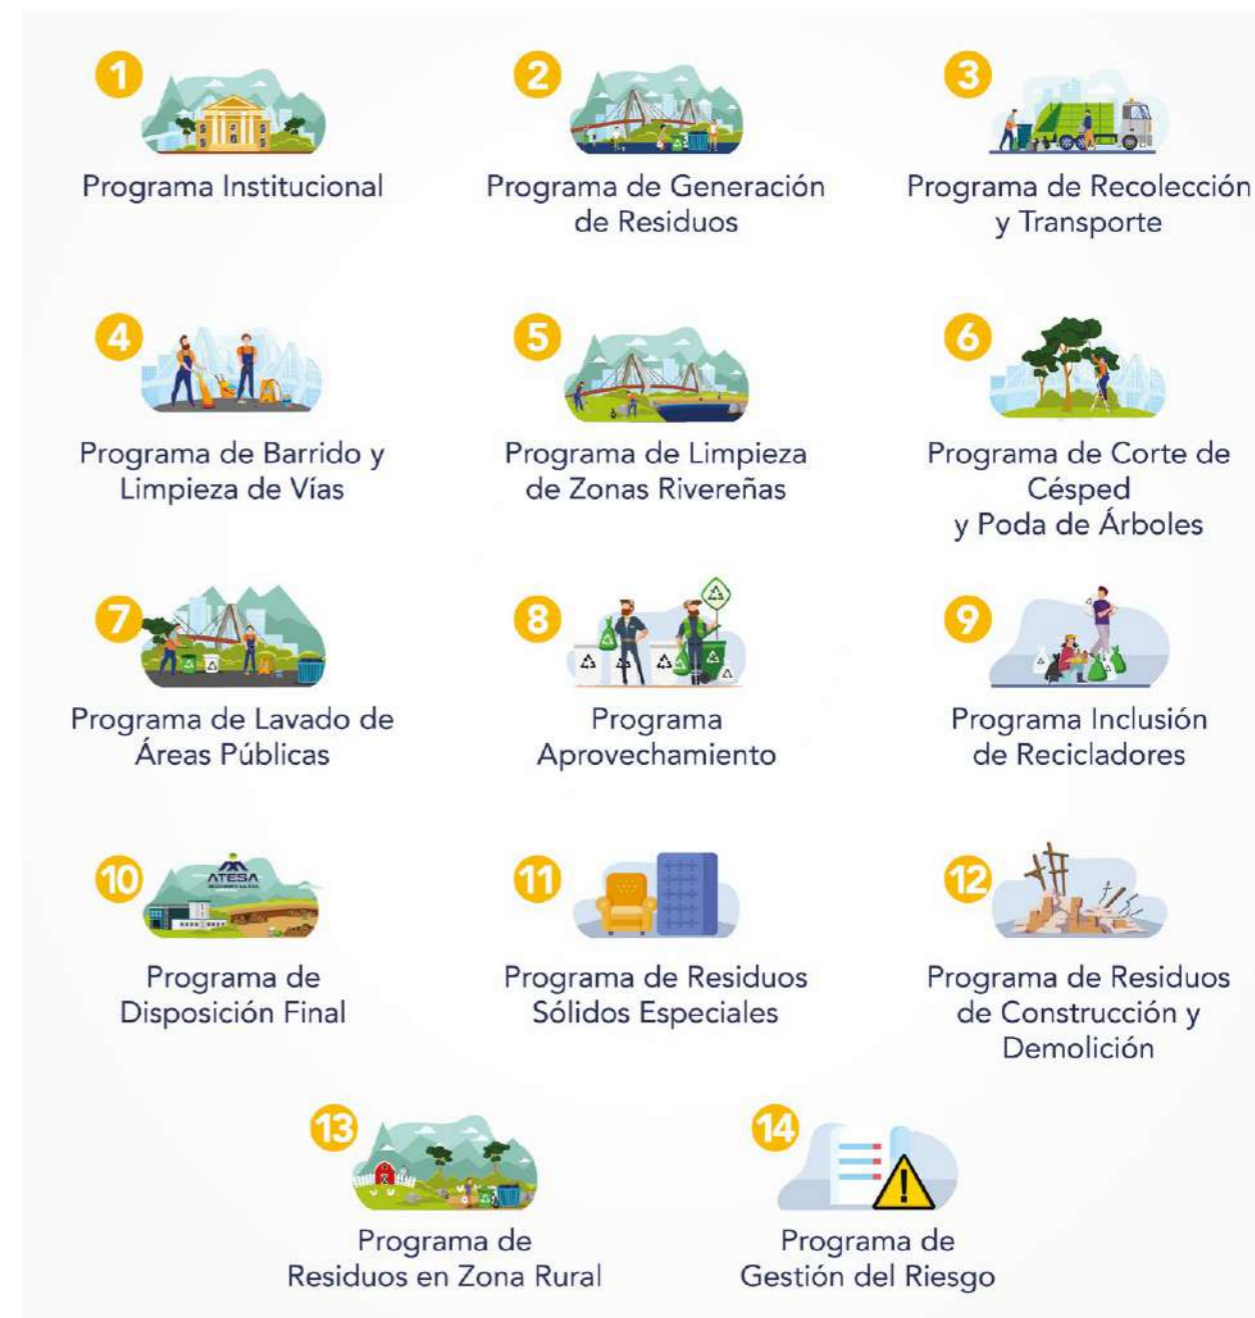 1
Programa Institucional
2
Programa de Generación
de Residuos
3
Programa de Recolección
y Transporte
4
Programa de Barrido y
Limpieza de Vías
5
Programa de Limpieza
de Zonas Rivereñas
6
Programa de Corte de
Césped
y Poda de Árboles
7
Programa de Lavado de
Áreas Públicas
8
Programa
Aprovechamiento
9
Programa Inclusión
de Recicladores
10
ATESA
Programa de
Disposición Final
11
Programa de Residuos
Sólidos Especiales
12
Programa de Residuos
de Construcción y
Demolición
13
Programa de
Residuos en Zona Rural
14
Programa de
Gestión del Riesgo